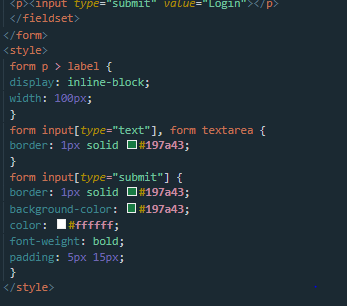 <p><input type="submit" value="Login"></p>
</fieldset>
</form>
<style>
form p > label {
display: inline-block;
width: 100px;
}
form input[type="text"], form textarea {
border: 1px solid #197a43;
}
form input[type="submit"] {
border: 1px solid #197a43;
background-color: #197a43;
color: #ffffff;
font-weight: bold;
padding: 5px 15px;
}
</style>